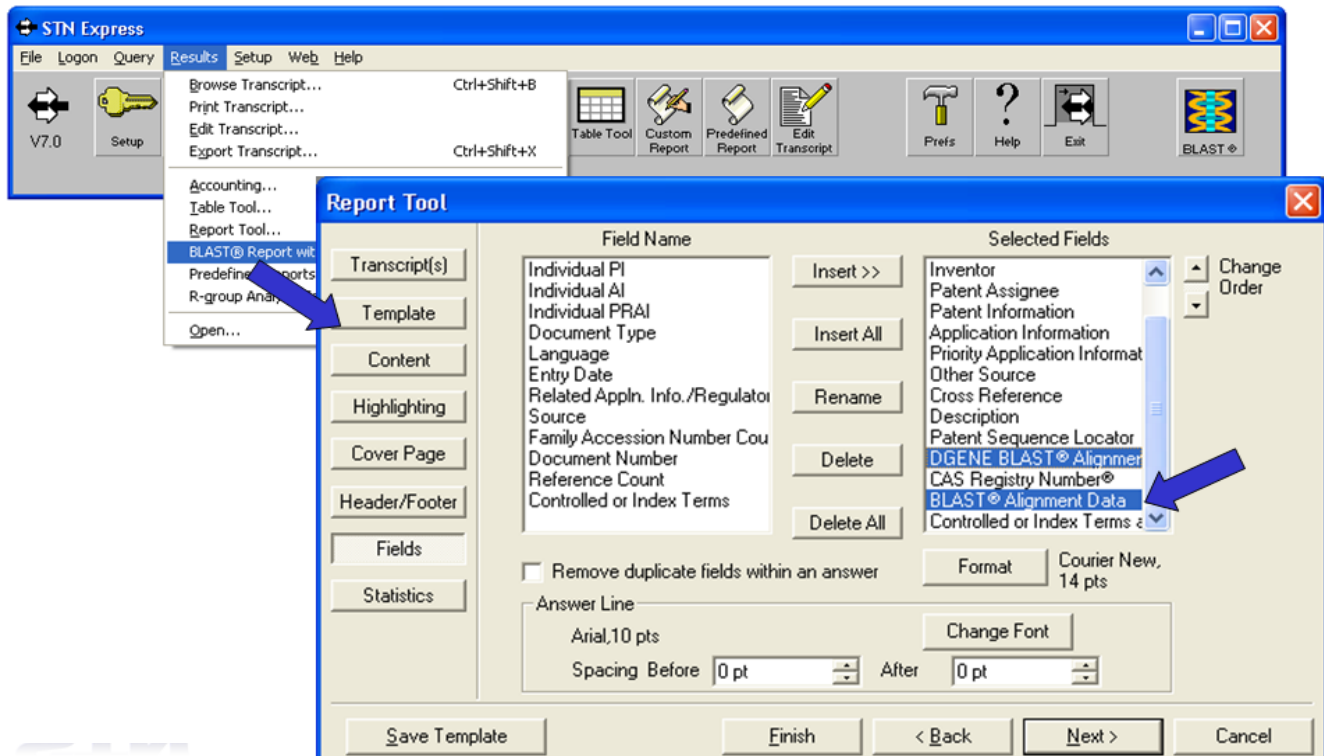 STN Express
File Logon Query Results Setup Web Help
V7.0
Setup
Browse Transcript... Ctrl+Shift+B
Print Transcript...
Edit Transcript...
Export Transcript... Ctrl+Shift+X
Accounting...
Table Tool...
Report Tool...
BLAST® Report wit
Predefine ports
R-group Ana
Open...
Table Tool
Custom Report
Predefined Report
Edit Transcript
Prefs
Help
Exit
BLAST ®
Report Tool
Transcript(s)
Template
Content
Highlighting
Cover Page
Header/Footer
Fields
Statistics
Field Name
Individual PI
Individual AI
Individual PRAI
Document Type
Language
Entry Date
Related Appln. Info./Regulator
Source
Family Accession Number Cou
Document Number
Reference Count
Controlled or Index Terms
Insert >>
Insert All
Rename
Delete
Delete All
Selected Fields
Inventor
Patent Assignee
Patent Information
Application Information
Priority Application Informat
Other Source
Cross Reference
Description
Patent Sequence Locator
DGENE BLAST® Alignmer
CAS Registry Number®
BLAST® Alignment Data
Controlled or Index Terms a
Change Order
Remove duplicate fields within an answer
Format
Courier New, 14 pts
Answer Line
Arial,10 pts
Change Font
Spacing Before 0 pt After 0 pt
Save Template
Finish
< Back
Next >
Cancel